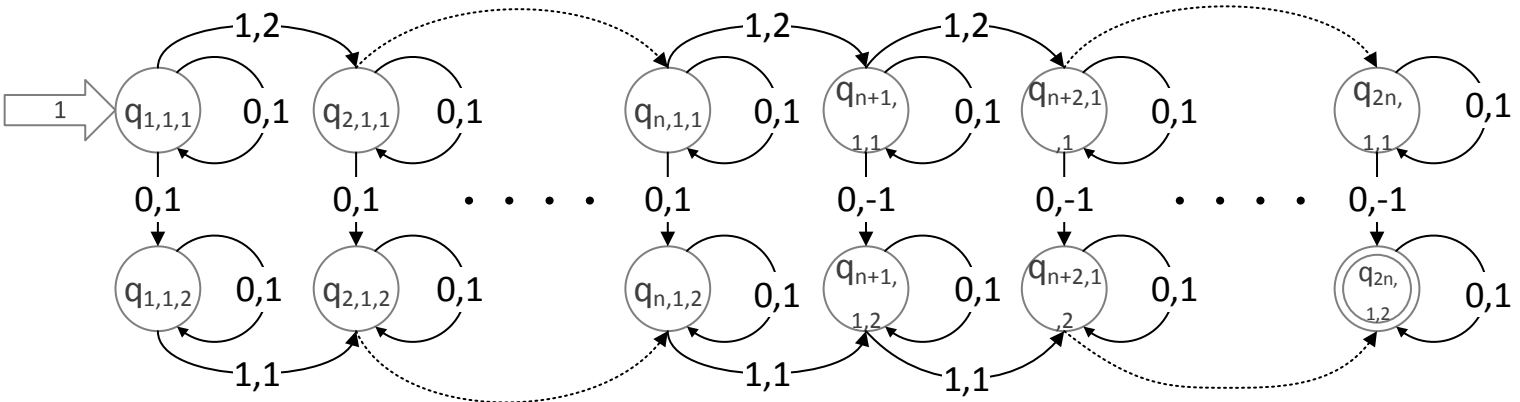 1,2 1,2 1,2
1 q1,1,1 0,1 q2,1,1 0,1 qn,1,1 0,1 qn+1, 1,1 0,1 qn+2,1 ,1 0,1 q2n, 1,1 0,1
0,1 0,1 . . . . 0,1 0,-1 0,-1 . . . . 0,-1
q1,1,2 0,1 q2,1,2 0,1 qn,1,2 0,1 qn+1, 1,2 0,1 qn+2,1 ,2 0,1 q2n, 1,2 0,1
1,1 1,1 1,1